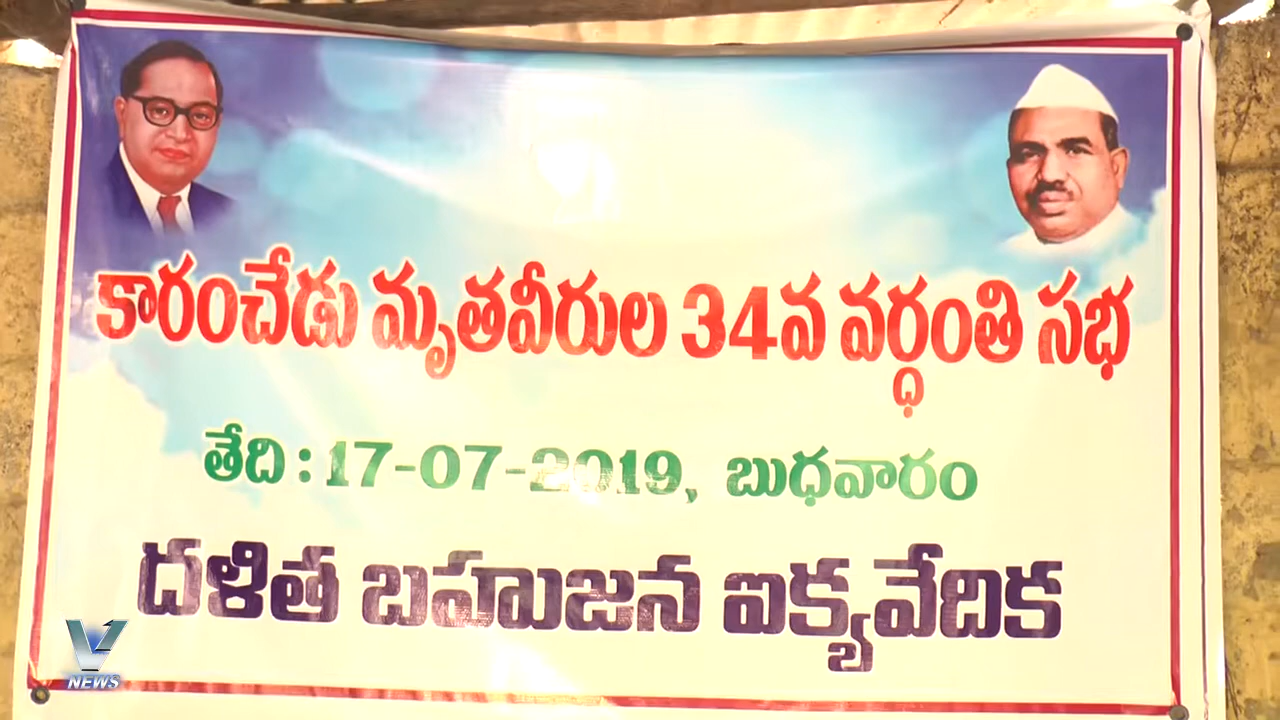 కారంచేడు మృతవీరుల 34వ వర్ధంతి సభ
తేది : 17-07-2019, బుధవారం
దళిత బహుజన ఐక్యవేదిక
V
NEWS